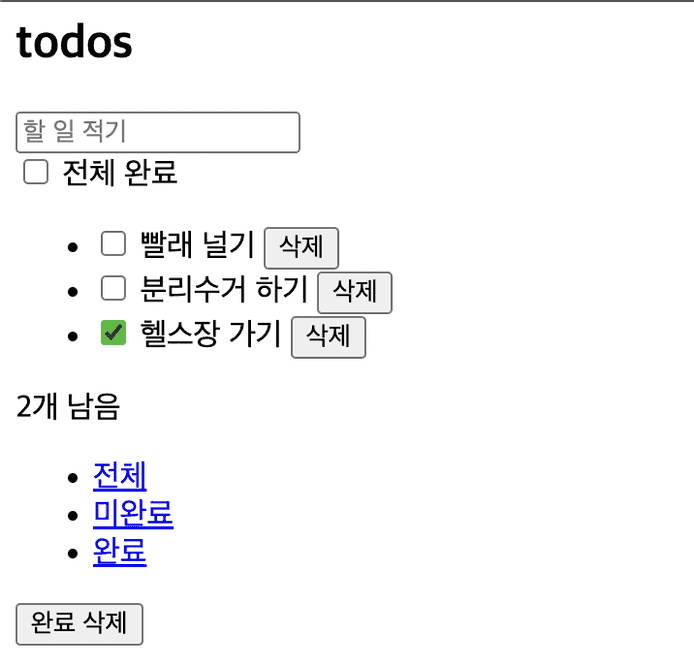 todos
할 일 적기
전체 완료
빨래 널기 삭제
분리수거 하기 삭제
헬스장 가기 삭제
2개 남음
전체
미완료
완료
완료 삭제